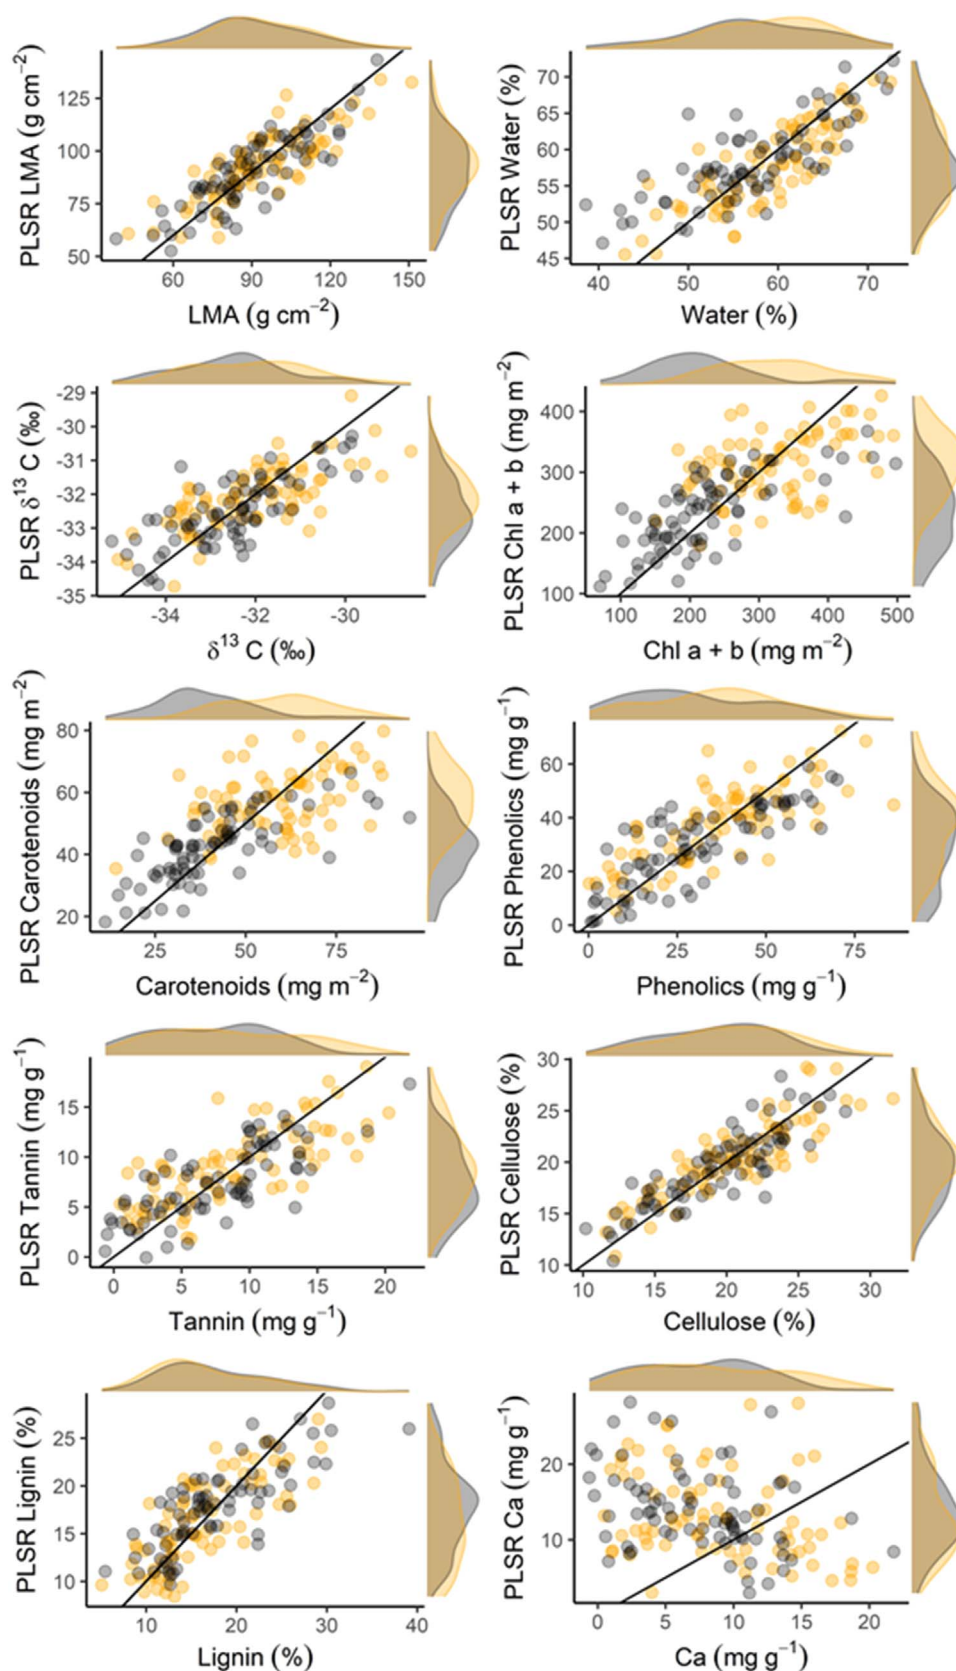 PLSR LMA (g cm⁻²)
125
100
75
50
60 90 120 150
LMA (g cm⁻²)
PLSR Water (%)
70
65
60
55
50
45
40 50 60 70
Water (%)
PLSR δ¹³ C (‰)
-29
-30
-31
-32
-33
-34
-35
-34 -32 -30
δ¹³ C (‰)
PLSR Chl a + b (mg m⁻²)
400
300
200
100
100 200 300 400 500
Chl a + b (mg m⁻²)
PLSR Carotenoids (mg m⁻²)
80
60
40
20
25 50 75
Carotenoids (mg m⁻²)
PLSR Phenolics (mg g⁻¹)
60
40
20
0
0 25 50 75
Phenolics (mg g⁻¹)
PLSR Tannin (mg g⁻¹)
15
10
5
0
0 5 10 15 20
Tannin (mg g⁻¹)
PLSR Cellulose (%)
30
25
20
15
10
10 15 20 25 30
Cellulose (%)
PLSR Lignin (%)
25
20
15
10
10 20 30 40
Lignin (%)
PLSR Ca (mg g⁻¹)
20
10
0 5 10 15 20
Ca (mg g⁻¹)